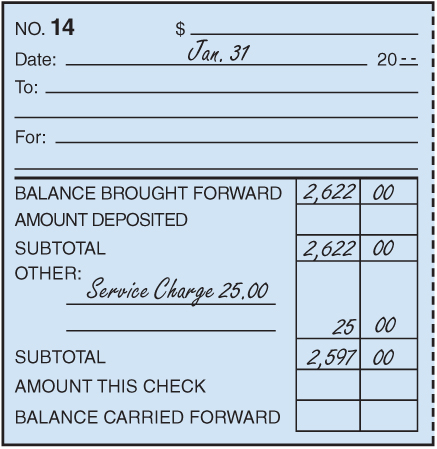 NO. 14 $
Date: Jan. 31 20--
To:
For:
BALANCE BROUGHT FORWARD 2,622 00
AMOUNT DEPOSITED
SUBTOTAL 2,622 00
OTHER:
Service Charge 25.00
25 00
SUBTOTAL 2,597 00
AMOUNT THIS CHECK
BALANCE CARRIED FORWARD